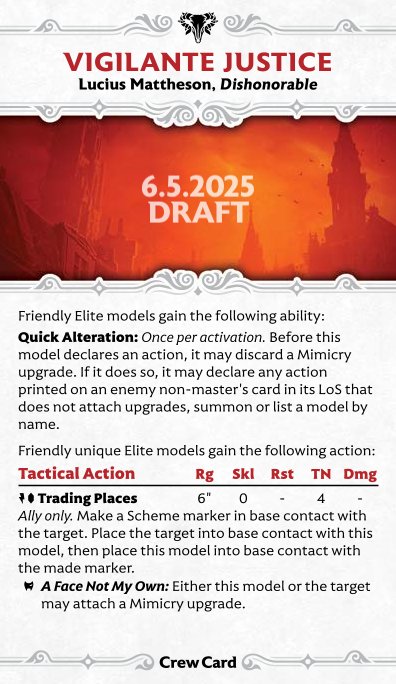 VIGILANTE JUSTICE
Lucius Mattheson, Dishonorable
6.5.2025
DRAFT
Friendly Elite models gain the following ability:
Quick Alteration: Once per activation. Before this
model declares an action, it may discard a Mimicry
upgrade. If it does so, it may declare any action
printed on an enemy non-master's card in its LoS that
does not attach upgrades, summon or list a model by
name.
Friendly unique Elite models gain the following action:
Tactical Action Rg Skl Rst TN Dmg
Trading Places 6" 0 - 4 -
Ally only. Make a Scheme marker in base contact with
the target. Place the target into base contact with this
model, then place this model into base contact with
the made marker.
A Face Not My Own: Either this model or the target
may attach a Mimicry upgrade.
Crew Card